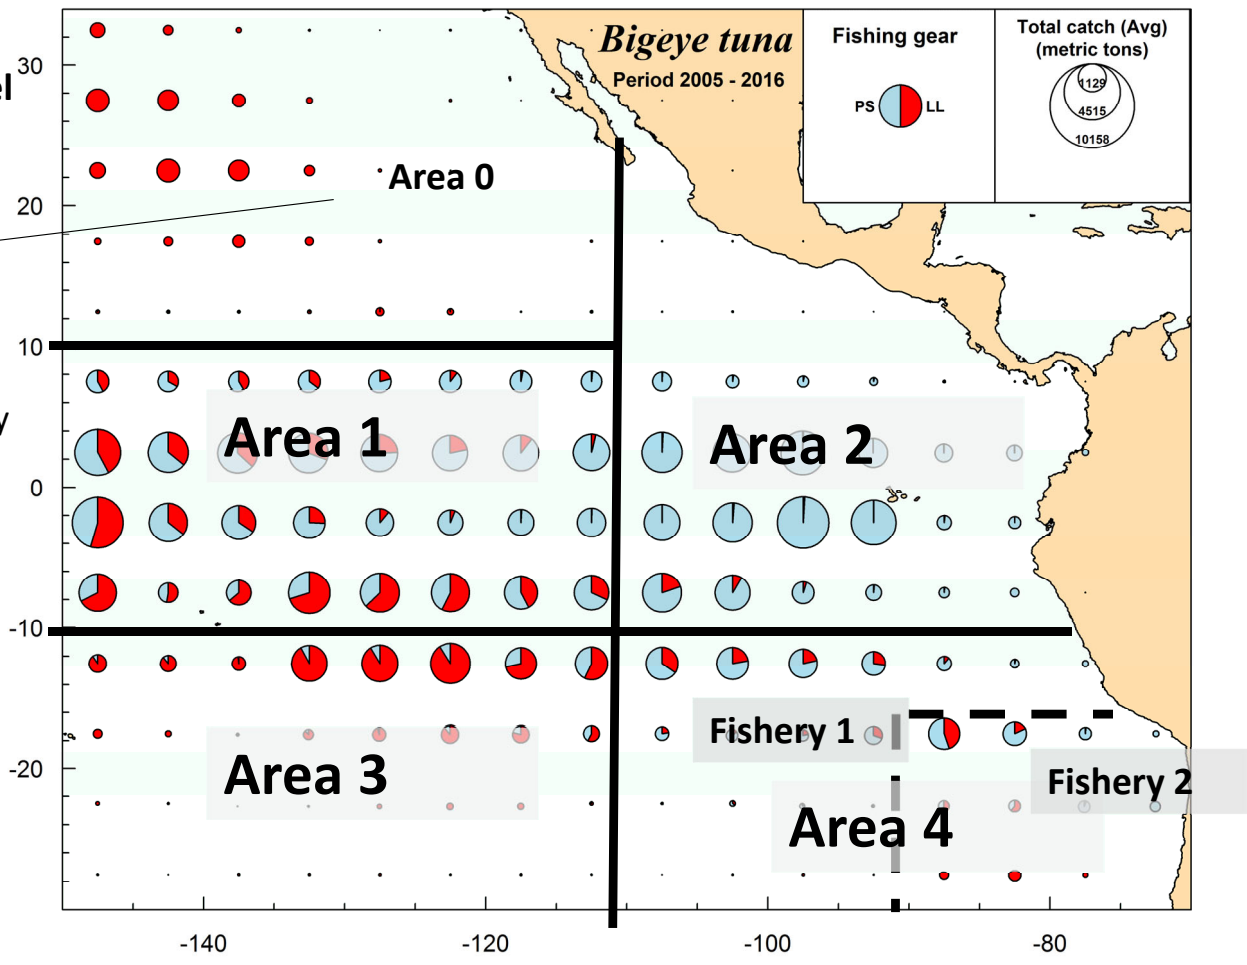 Bigeye tuna
Period 2005 - 2016
Fishing gear
PS
LL
Total catch (Avg)
(metric tons)
1129
4515
10158
el
y
Area 0
Area 1
Area 2
Area 3
Fishery 1
Fishery 2
Area 4
30
20
10
0
-10
-20
-140
-120
-100
-80